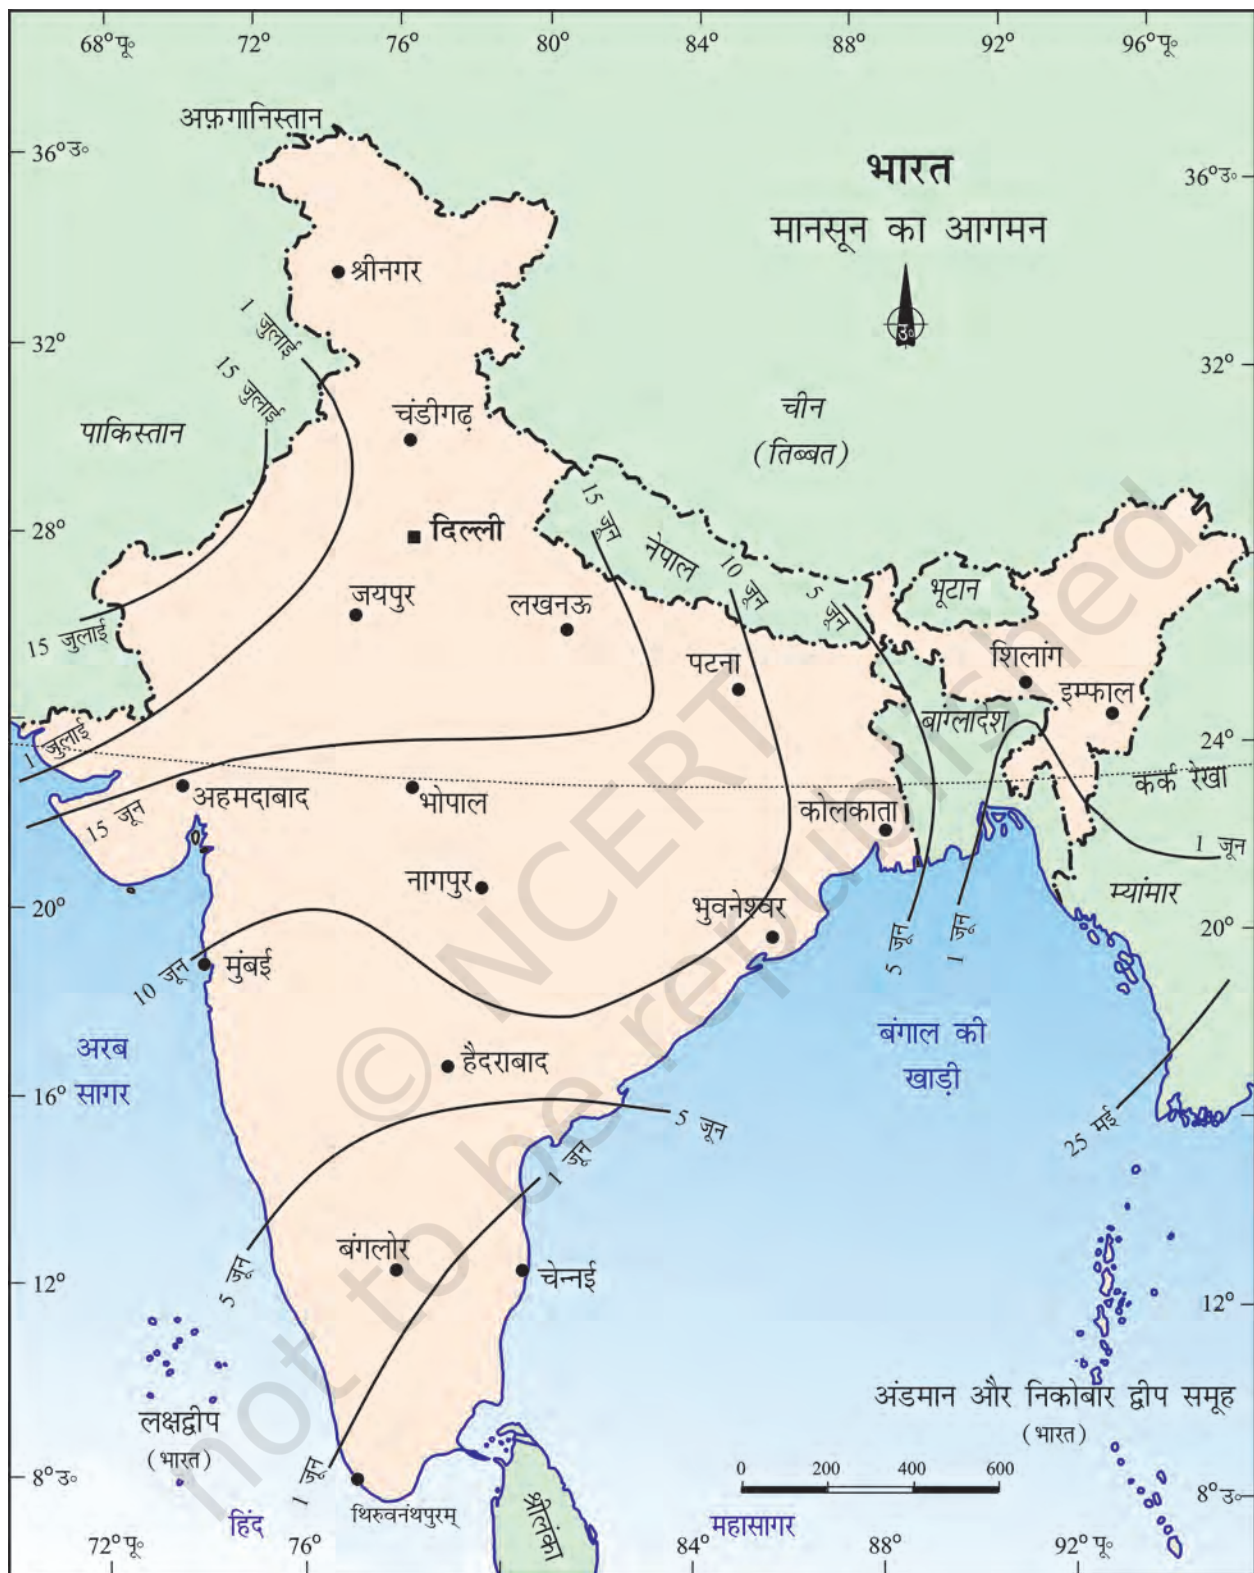 68°पू॰ 72° 76° 80° 84° 88° 92° 96°पू॰
अफ़गानिस्तान
36°उ॰
भारत
36°उ॰
मानसून का आगमन
श्रीनगर
उ॰
1 जुलाई
32°
32°
15 जुलाई
चीन
चंडीगढ़
पाकिस्तान
(तिब्बत)
15 जून
28°
दिल्ली
28°
नेपाल
10 जून
5 जून
भूटान
जयपुर
लखनऊ
15 जुलाई
शिलांग
पटना
इम्फाल
बांग्लादेश
1 जुलाई
24°
कर्क रेखा
अहमदाबाद
भोपाल
15 जून
कोलकाता
1 जून
नागपुर
म्यांमार
भुवनेश्वर
20°
20°
5 जून
1 जून
10 जून
मुंबई
बंगाल की
खाड़ी
अरब
सागर
हैदराबाद
16°
5 जून
25 मई
1 जून
बंगलोर
5 जून
चेन्नई
12°
12°
अंडमान और निकोबार द्वीप समूह
(भारत)
लक्षद्वीप
(भारत)
0 200 400 600
8°उ॰
1 जून
8°उ॰
थिरुवनंथपुरम्
हिंद
महासागर
श्रीलंका
72°पू॰ 76° 84° 88° 92°पू॰
© NCERT
not to be republished